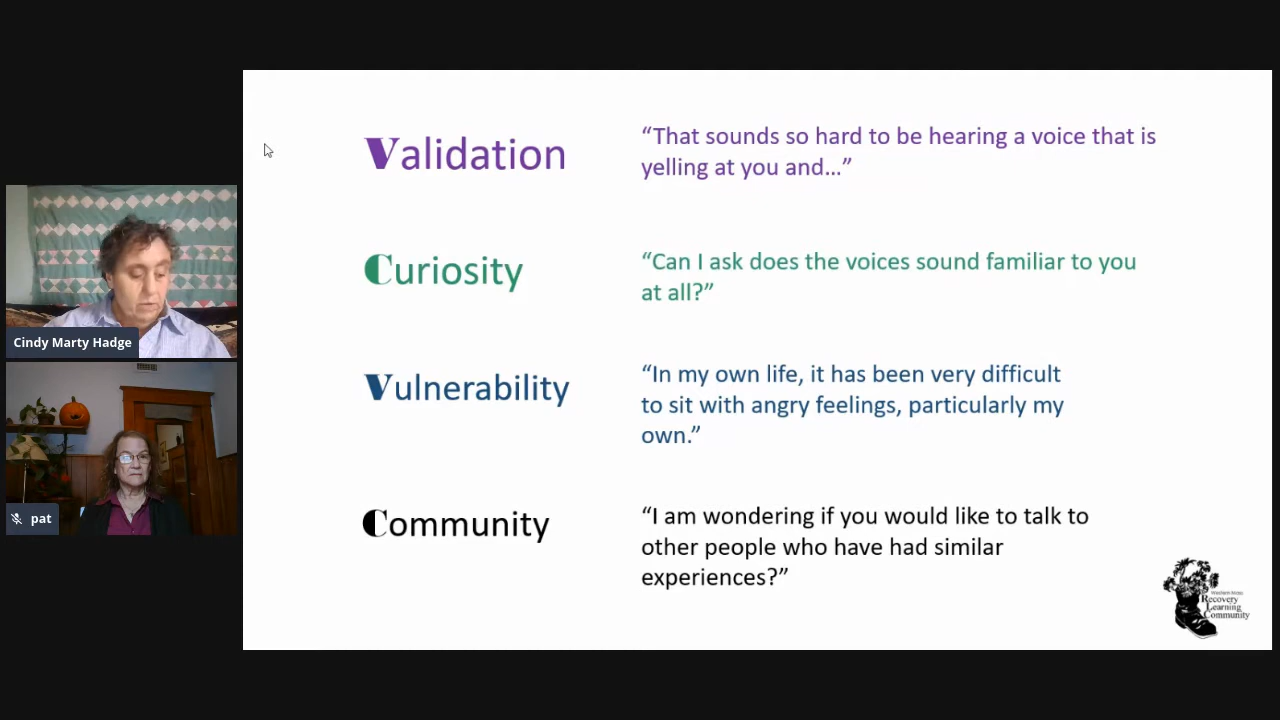 Validation
“That sounds so hard to be hearing a voice that is
yelling at you and…”
Curiosity
“Can I ask does the voices sound familiar to you
at all?”
Vulnerability
“In my own life, it has been very difficult
to sit with angry feelings, particularly my
own.”
Community
“I am wondering if you would like to talk to
other people who have had similar
experiences?”
Western Mass
Recovery
Learning
Community
Cindy Marty Hadge
pat